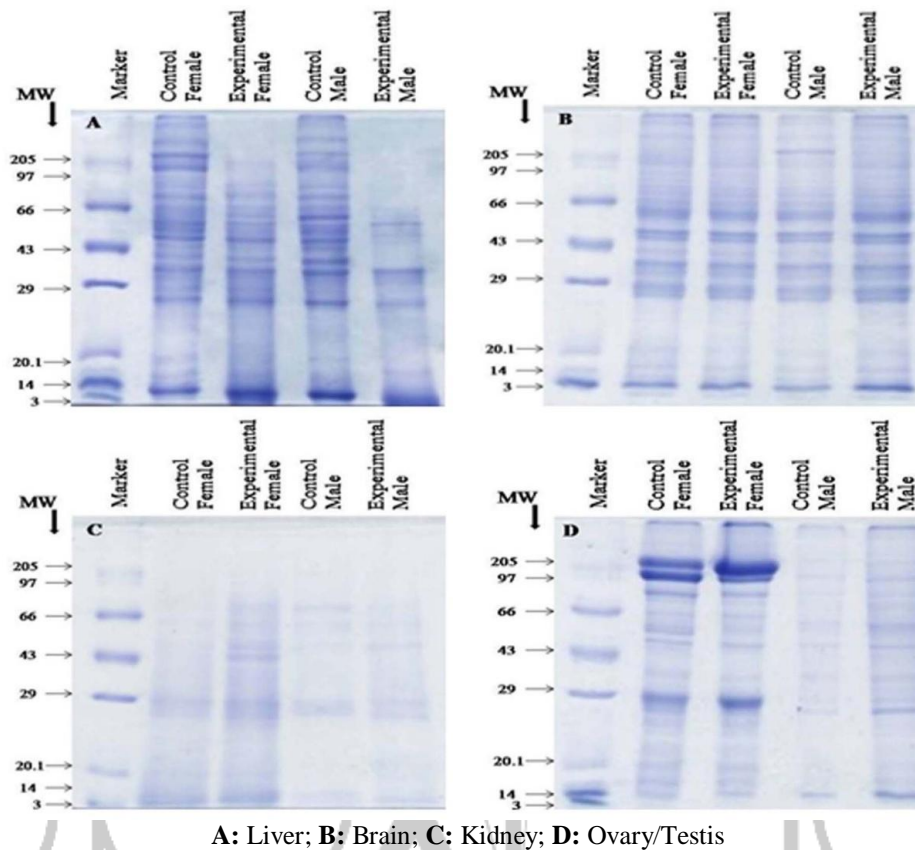 MW
Marker
Control Female
Experimental Female
Control Male
Experimental Male
A
205
97
66
43
29
20.1
14
3
MW
Marker
Control Female
Experimental Female
Control Male
Experimental Male
B
205
97
66
43
29
20.1
14
3
MW
Marker
Control Female
Experimental Female
Control Male
Experimental Male
C
205
97
66
43
29
20.1
14
3
MW
Marker
Control Female
Experimental Female
Control Male
Experimental Male
D
205
97
66
43
29
20.1
14
3
A: Liver; B: Brain; C: Kidney; D: Ovary/Testis